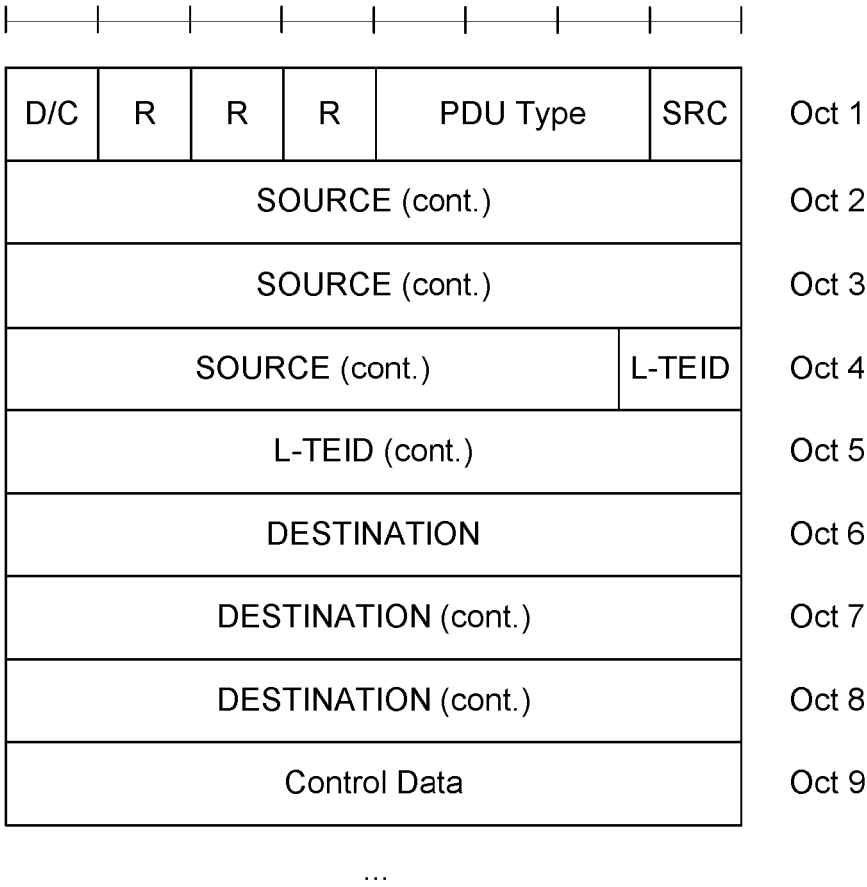 D/C R R R PDU Type SRC Oct 1
SOURCE (cont.) Oct 2
SOURCE (cont.) Oct 3
SOURCE (cont.) L-TEID Oct 4
L-TEID (cont.) Oct 5
DESTINATION Oct 6
DESTINATION (cont.) Oct 7
DESTINATION (cont.) Oct 8
Control Data Oct 9
...